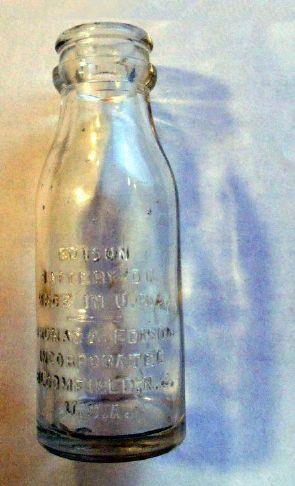 EDISON
BATTERY OIL
MADE IN U.S.A.
THOMAS A. EDISON
INCORPORATED
BLOOMFIELD, N.J.
U.S.A.